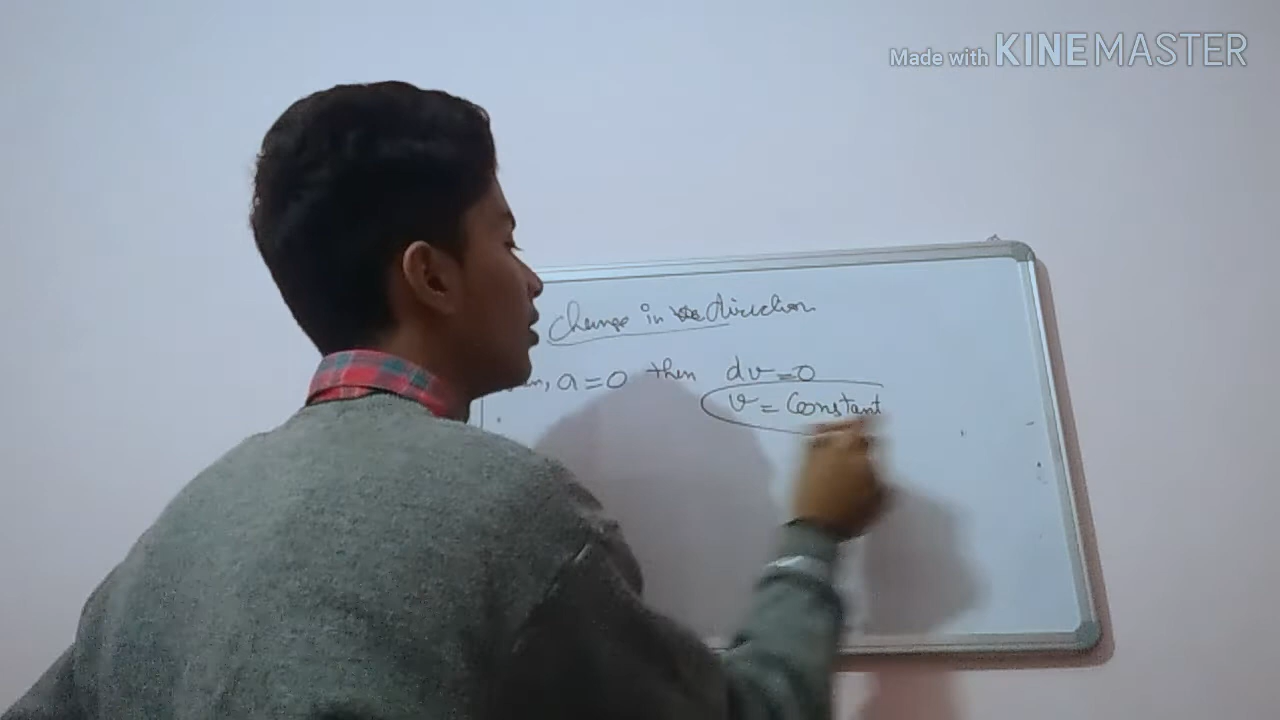 Made with KINEMASTER
Change in direction
a=0 then dv=0
v = Constant